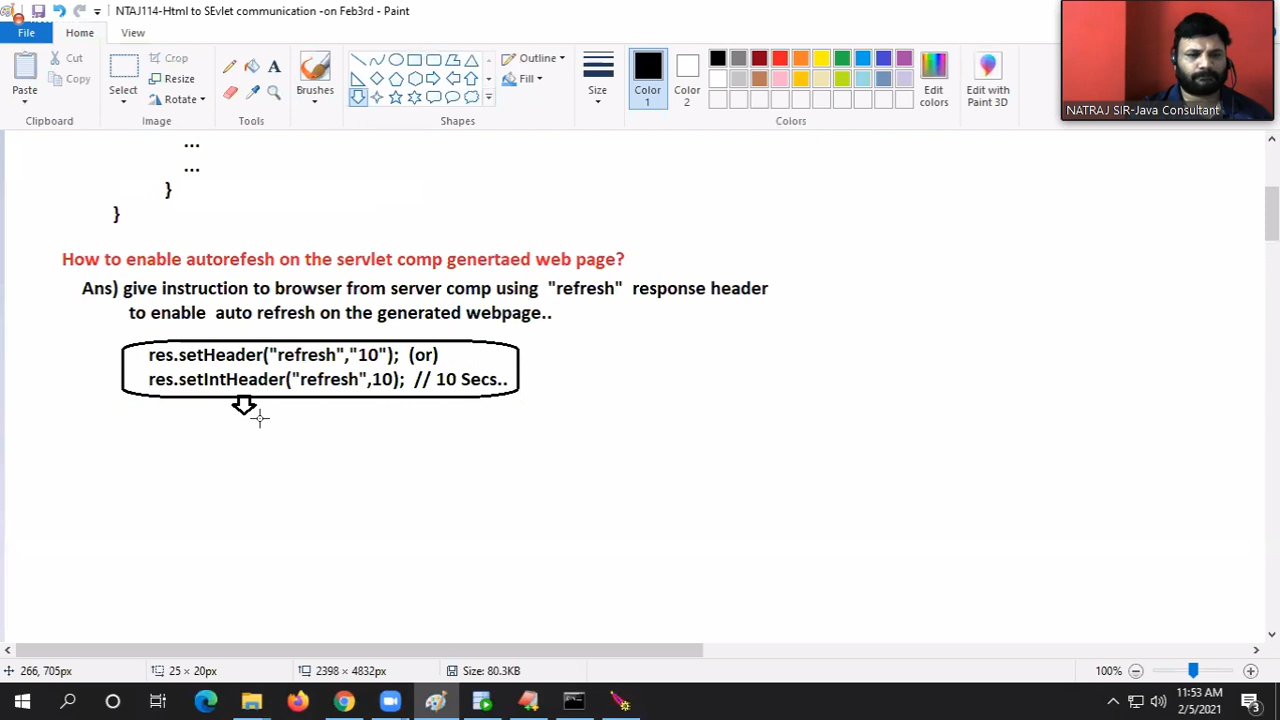 NTAJ114-Html to SEvlet communication -on Feb3rd - Paint
File Home View
Paste Cut Copy Clipboard
Select Crop Resize Rotate Image
Tools
Brushes
Outline Fill Shapes
Size
Color 1
Color 2
Edit colors
Colors
Edit with Paint 3D
NATRAJ SIR-Java Consultant
...
...
}
}
How to enable autorefesh on the servlet comp genertaed web page?
Ans) give instruction to browser from server comp using "refresh" response header
to enable auto refresh on the generated webpage..
res.setHeader("refresh","10"); (or)
res.setIntHeader("refresh",10); // 10 Secs..
266, 705px 25 × 20px 2398 × 4832px Size: 80.3KB 100%
11:53 AM
2/5/2021
3